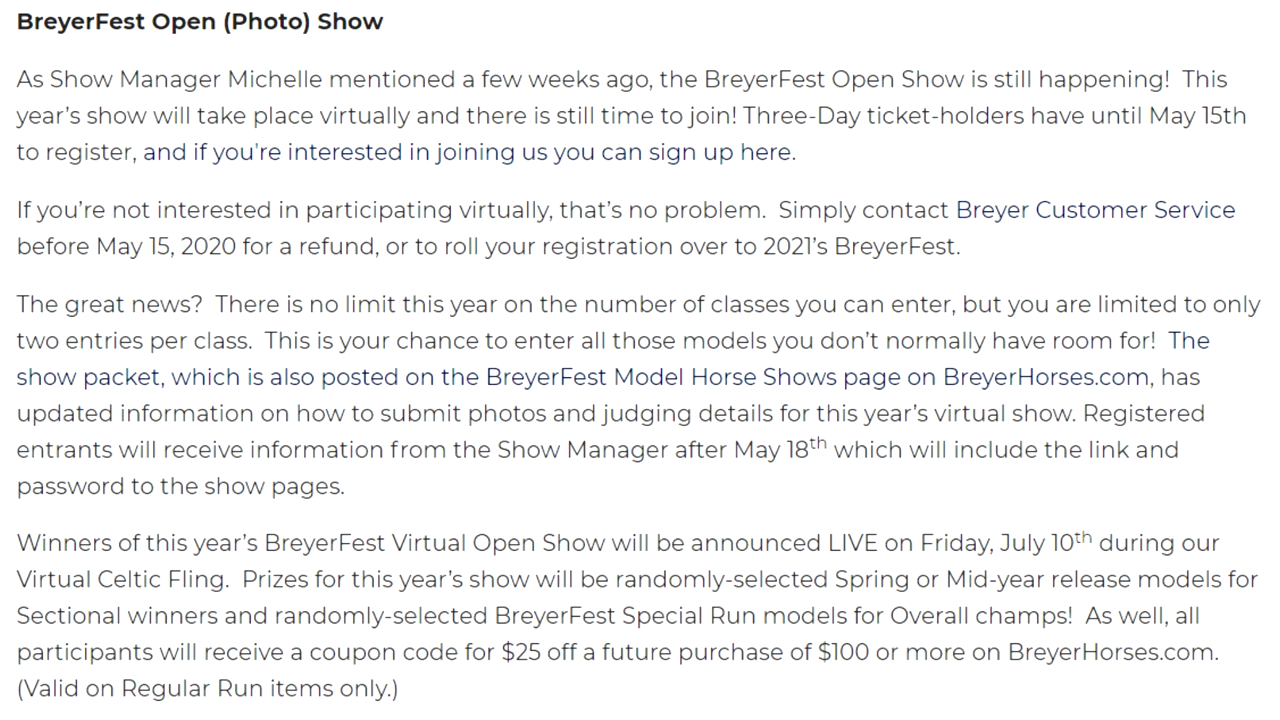 BreyerFest Open (Photo) Show
As Show Manager Michelle mentioned a few weeks ago, the BreyerFest Open Show is still happening!  This
year’s show will take place virtually and there is still time to join! Three-Day ticket-holders have until May 15th
to register, and if you're interested in joining us you can sign up here.
If you’re not interested in participating virtually, that’s no problem.  Simply contact Breyer Customer Service
before May 15, 2020 for a refund, or to roll your registration over to 2021’s BreyerFest.
The great news?  There is no limit this year on the number of classes you can enter, but you are limited to only
two entries per class.  This is your chance to enter all those models you don’t normally have room for!  The
show packet, which is also posted on the BreyerFest Model Horse Shows page on BreyerHorses.com, has
updated information on how to submit photos and judging details for this year’s virtual show. Registered
entrants will receive information from the Show Manager after May 18th which will include the link and
password to the show pages.
Winners of this year’s BreyerFest Virtual Open Show will be announced LIVE on Friday, July 10th during our
Virtual Celtic Fling.  Prizes for this year’s show will be randomly-selected Spring or Mid-year release models for
Sectional winners and randomly-selected BreyerFest Special Run models for Overall champs!  As well, all
participants will receive a coupon code for $25 off a future purchase of $100 or more on BreyerHorses.com.
(Valid on Regular Run items only.)